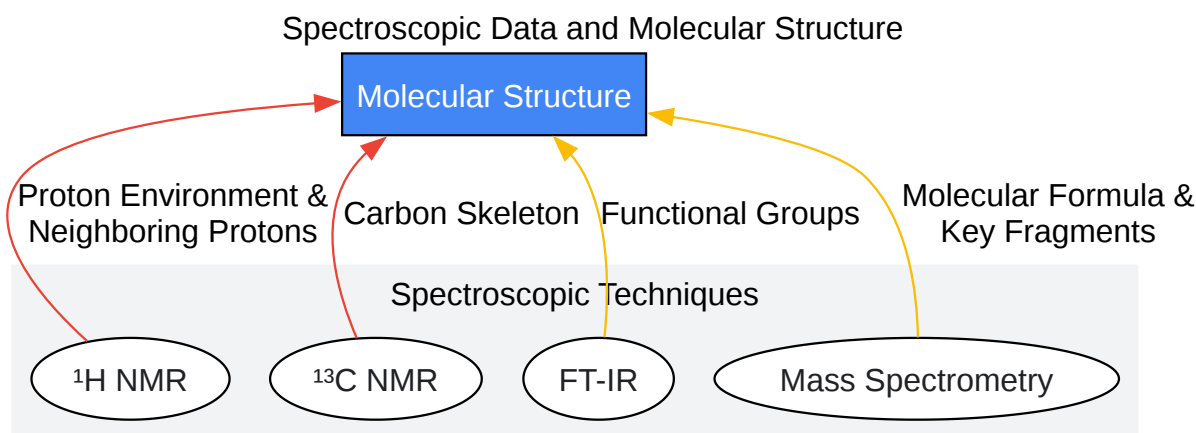 Spectroscopic Data and Molecular Structure
Molecular Structure
Proton Environment &
Neighboring Protons
Carbon Skeleton
Functional Groups
Molecular Formula &
Key Fragments
Spectroscopic Techniques
¹H NMR
¹³C NMR
FT-IR
Mass Spectrometry